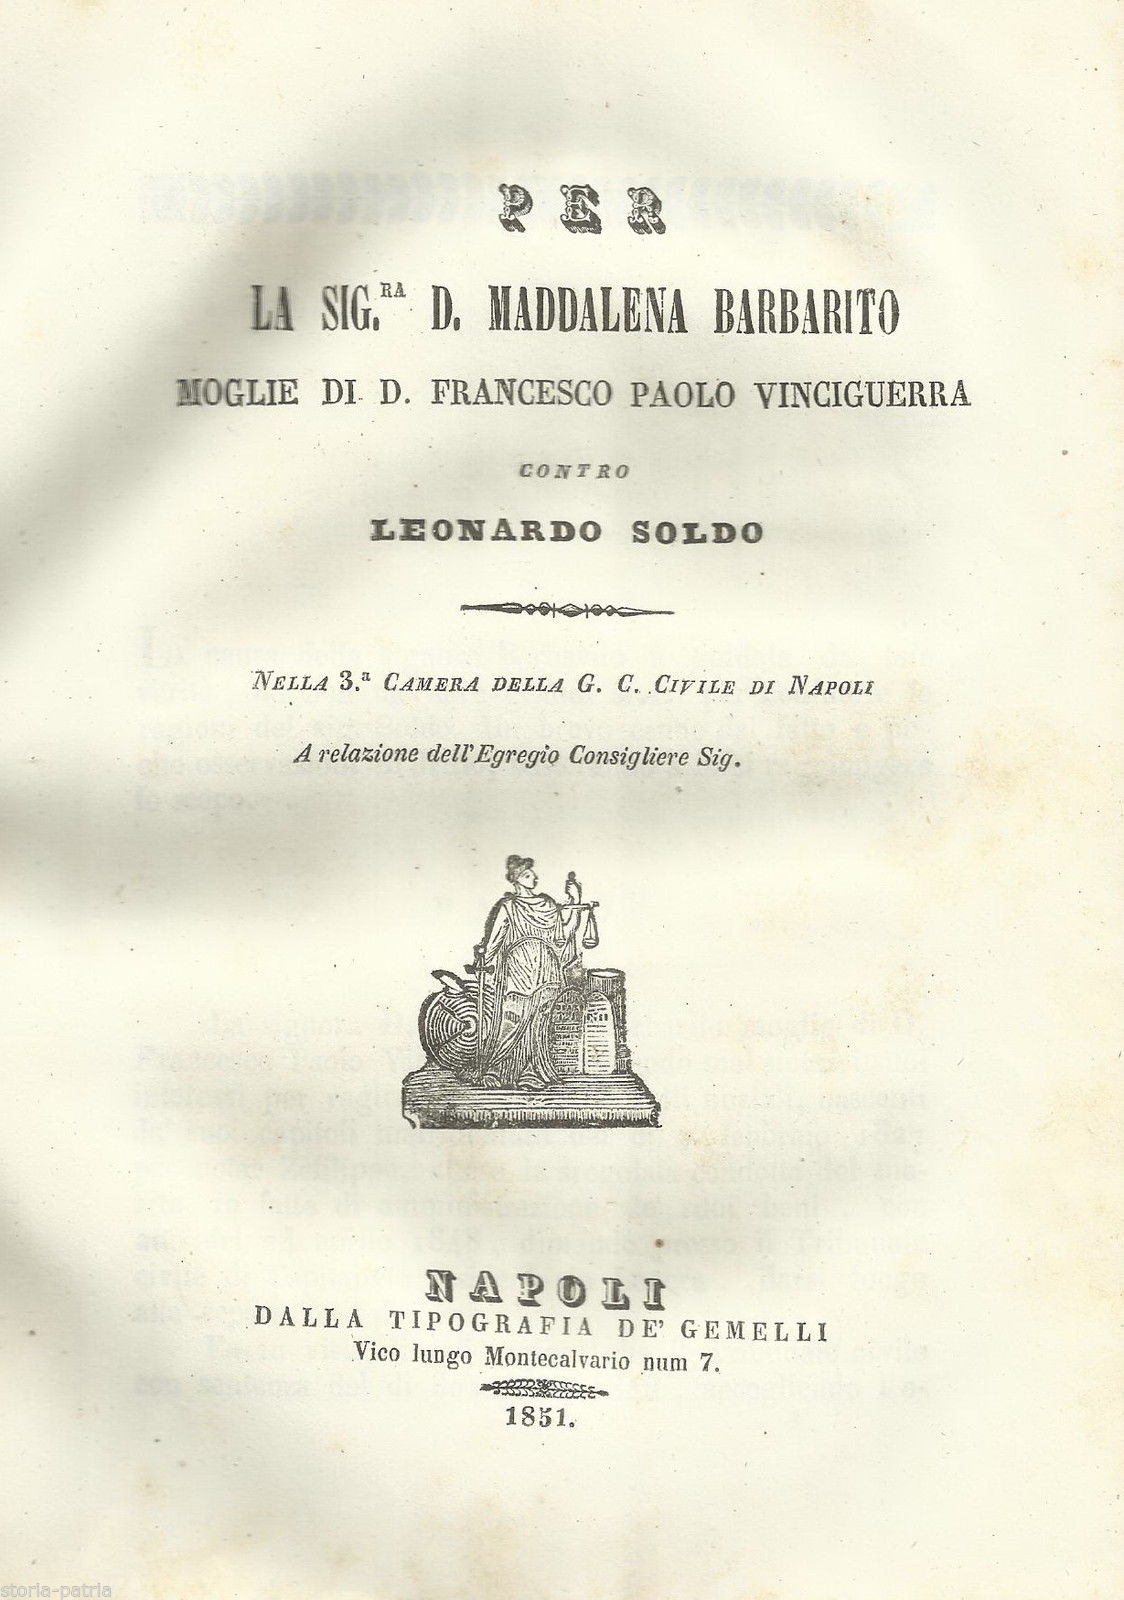 PER
LA SIG.RA D. MADDALENA BARBARITO
MOGLIE DI D. FRANCESCO PAOLO VINCIGUERRA
CONTRO
LEONARDO SOLDO
NELLA 3.a CAMERA DELLA G. C. CIVILE DI NAPOLI
A relazione dell'Egregio Consigliere Sig.
NAPOLI
DALLA TIPOGRAFIA DE' GEMELLI
Vico lungo Montecalvario num 7.
1851.
storia-patria